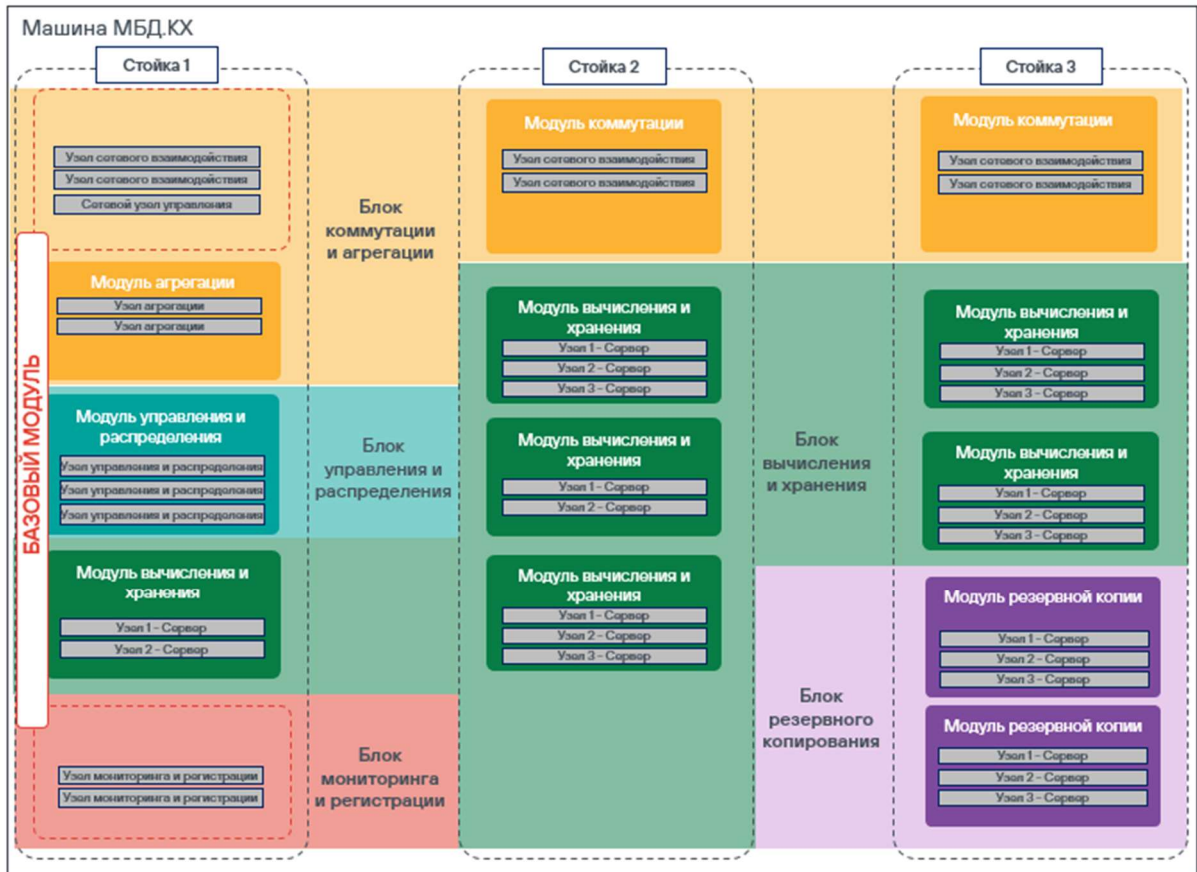 Машина МБД.КХ
Стойка 1
Узел сетевого взаимодействия
Узел сетевого взаимодействия
Сетевой узел управления
БАЗОВЫЙ МОДУЛЬ
Модуль агрегации
Узел агрегации
Узел агрегации
Модуль управления и
распределения
Узел управления и распределения
Узел управления и распределения
Узел управления и распределения
Модуль вычисления и
хранения
Узел 1 – Сервер
Узел 2 – Сервер
Узел мониторинга и регистрации
Узел мониторинга и регистрации
Блок
коммутации
и агрегации
Блок
управления и
распределения
Блок
мониторинга
и регистрации
Стойка 2
Модуль коммутации
Узел сетевого взаимодействия
Узел сетевого взаимодействия
Модуль вычисления и
хранения
Узел 1 – Сервер
Узел 2 – Сервер
Узел 3 – Сервер
Модуль вычисления и
хранения
Узел 1 – Сервер
Узел 2 – Сервер
Модуль вычисления и
хранения
Узел 1 – Сервер
Узел 2 – Сервер
Узел 3 – Сервер
Блок
вычисления
и хранения
Блок
резервного
копирования
Стойка 3
Модуль коммутации
Узел сетевого взаимодействия
Узел сетевого взаимодействия
Модуль вычисления и
хранения
Узел 1 – Сервер
Узел 2 – Сервер
Узел 3 – Сервер
Модуль вычисления и
хранения
Узел 1 – Сервер
Узел 2 – Сервер
Узел 3 – Сервер
Модуль резервной копии
Узел 1 – Сервер
Узел 2 – Сервер
Узел 3 – Сервер
Модуль резервной копии
Узел 1 – Сервер
Узел 2 – Сервер
Узел 3 – Сервер